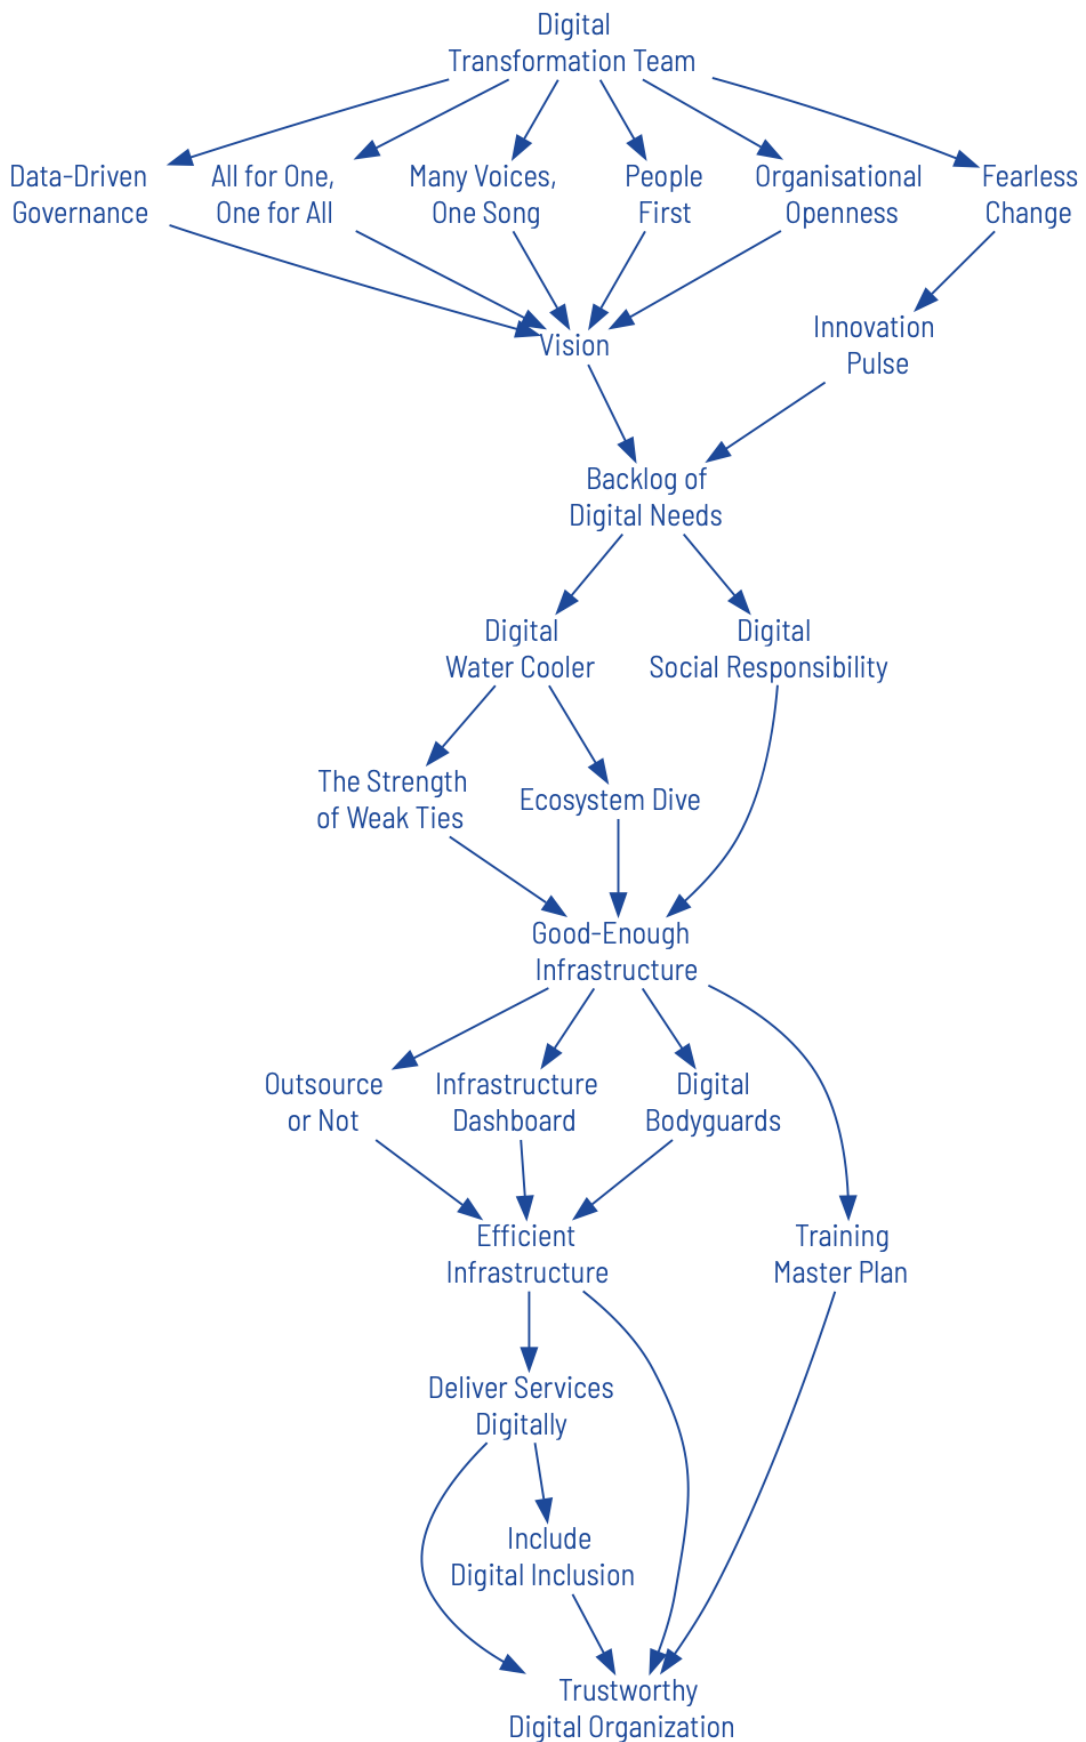 Digital
Transformation Team
Data-Driven
Governance
All for One,
One for All
Many Voices,
One Song
People
First
Organisational
Openness
Fearless
Change
Vision
Innovation
Pulse
Backlog of
Digital Needs
Digital
Water Cooler
Digital
Social Responsibility
The Strength
of Weak Ties
Ecosystem Dive
Good-Enough
Infrastructure
Outsource
or Not
Infrastructure
Dashboard
Digital
Bodyguards
Efficient
Infrastructure
Training
Master Plan
Deliver Services
Digitally
Include
Digital Inclusion
Trustworthy
Digital Organization